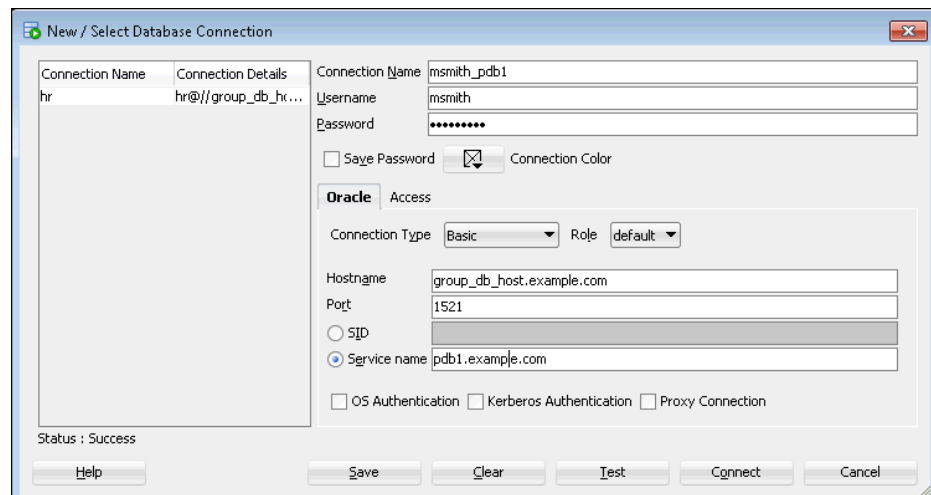 New / Select Database Connection
Connection Name Connection Details
hr hr@//group_db_h...
Connection Name msmith_pdb1
Username msmith
Password •••••••••
Save Password Connection Color
Oracle Access
Connection Type Basic Role default
Hostname group_db_host.example.com
Port 1521
SID
Service name pdb1.example.com
OS Authentication Kerberos Authentication Proxy Connection
Status : Success
Help Save Clear Test Connect Cancel